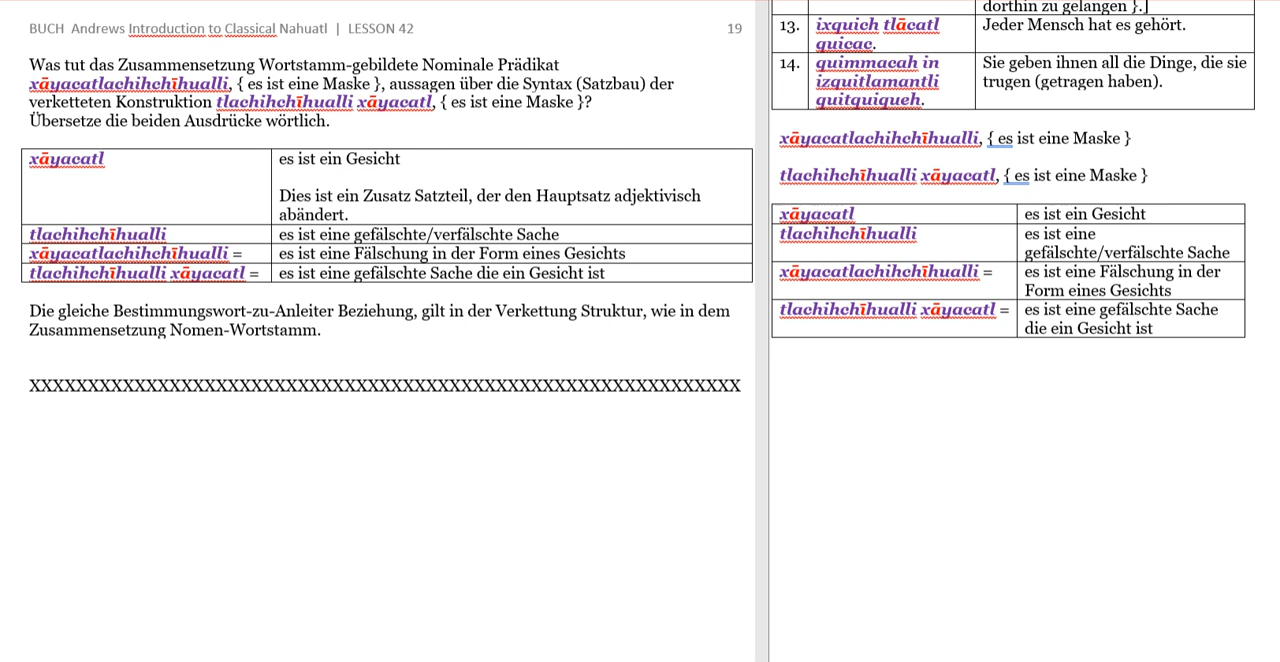 BUCH Andrews Introduction to Classical Nahuatl | LESSON 42 19
Was tut das Zusammensetzung Wortstamm-gebildete Nominale Prädikat
xāyacatlachihchīhualli, { es ist eine Maske }, aussagen über die Syntax (Satzbau) der
verketteten Konstruktion tlachihchīhualli xāyacatl, { es ist eine Maske }?
Übersetze die beiden Ausdrücke wörtlich.
xāyacatl es ist ein Gesicht
Dies ist ein Zusatz Satzteil, der den Hauptsatz adjektivisch
abändert.
tlachihchīhualli es ist eine gefälschte/verfälschte Sache
xāyacatlachihchīhualli = es ist eine Fälschung in der Form eines Gesichts
tlachihchīhualli xāyacatl = es ist eine gefälschte Sache die ein Gesicht ist
Die gleiche Bestimmungswort-zu-Anleiter Beziehung, gilt in der Verkettung Struktur, wie in dem
Zusammensetzung Nomen-Wortstamm.
XXXXXXXXXXXXXXXXXXXXXXXXXXXXXXXXXXXXXXXXXXXXXXXXXXXXXXXXXXXX
dorthin zu gelangen }.]
13. ixquich tlācatl Jeder Mensch hat es gehört.
quicac.
14. quimmacah in Sie geben ihnen all die Dinge, die sie
izquitlamantli trugen (getragen haben).
quitquiqueh.
xāyacatlachihchīhualli, { es ist eine Maske }
tlachihchīhualli xāyacatl, { es ist eine Maske }
xāyacatl es ist ein Gesicht
tlachihchīhualli es ist eine
gefälschte/verfälschte Sache
xāyacatlachihchīhualli = es ist eine Fälschung in der
Form eines Gesichts
tlachihchīhualli xāyacatl = es ist eine gefälschte Sache
die ein Gesicht ist